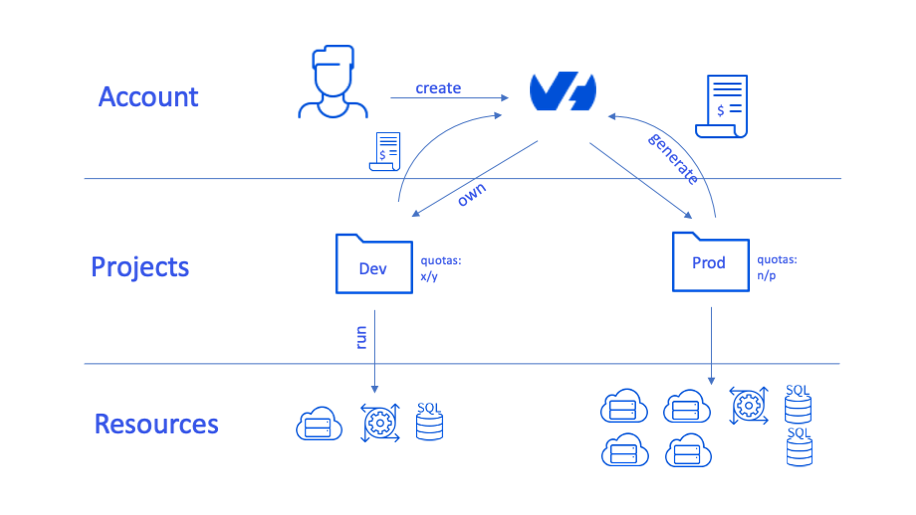 Account
create
$
$
generate
own
Projects
Dev
quotas:
x/y
Prod
quotas:
n/p
run
Resources
SQL
SQL
SQL